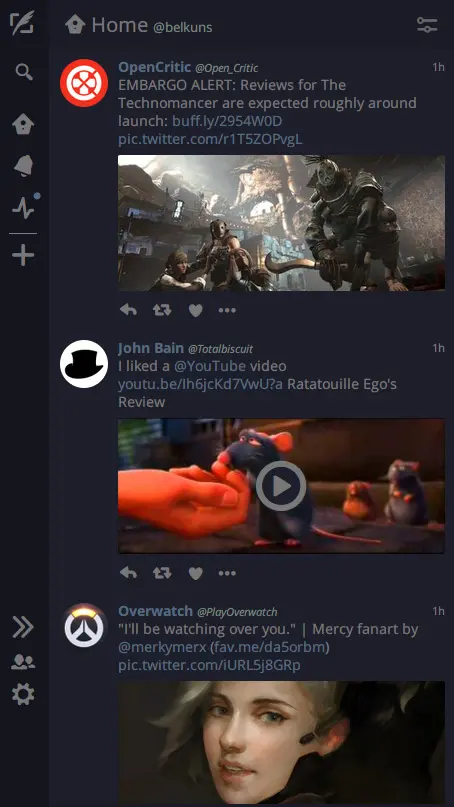 Home @belkuns
OpenCritic @Open_Critic 1h
EMBARGO ALERT: Reviews for The
Technomancer are expected roughly around
launch: buff.ly/2954W0D
pic.twitter.com/r1T5ZOPvgL
John Bain @Totalbiscuit 1h
I liked a @YouTube video
youtu.be/Ih6jcKd7VwU?a Ratatouille Ego's
Review
Overwatch @PlayOverwatch 1h
"I'll be watching over you." | Mercy fanart by
@merkymerx (fav.me/da5orbm)
pic.twitter.com/iURL5j8GRp